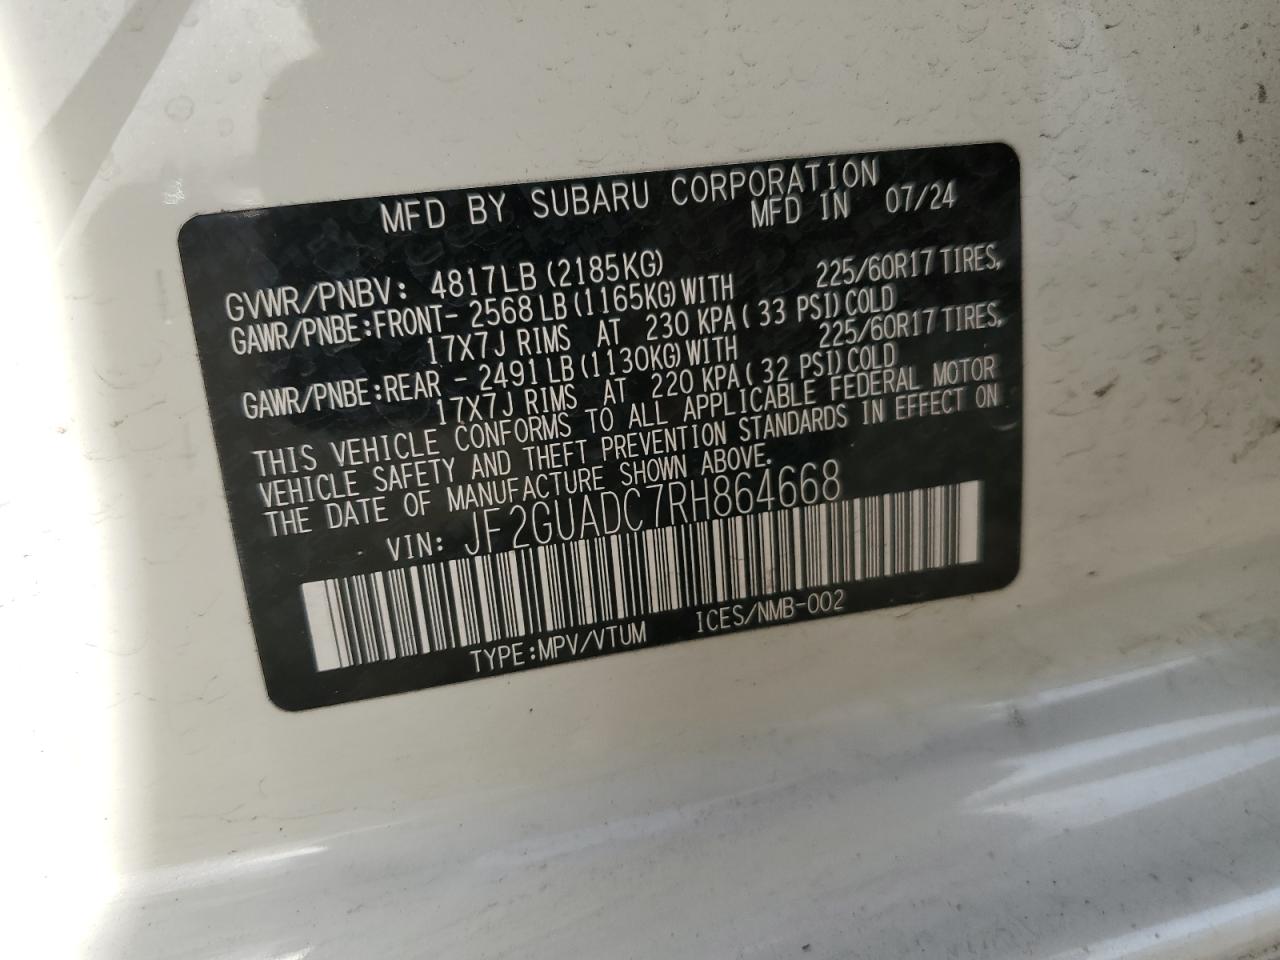 MFD BY SUBARU CORPORATION
MFD IN 07/24
GVWR/PNBV: 4817LB (2185KG)
GAWR/PNBE:FRONT- 2568 LB (1165KG) WITH 225/60R17 TIRES,
17X7J RIMS AT 230 KPA ( 33 PSI) COLD
GAWR/PNBE:REAR - 2491 LB (1130KG) WITH 225/60R17 TIRES,
17X7J RIMS AT 220 KPA ( 32 PSI) COLD
THIS VEHICLE CONFORMS TO ALL APPLICABLE FEDERAL MOTOR
VEHICLE SAFETY AND THEFT PREVENTION STANDARDS IN EFFECT ON
THE DATE OF MANUFACTURE SHOWN ABOVE.
VIN: JF2GUADC7RH864668
TYPE:MPV/VTUM ICES/NMB-002